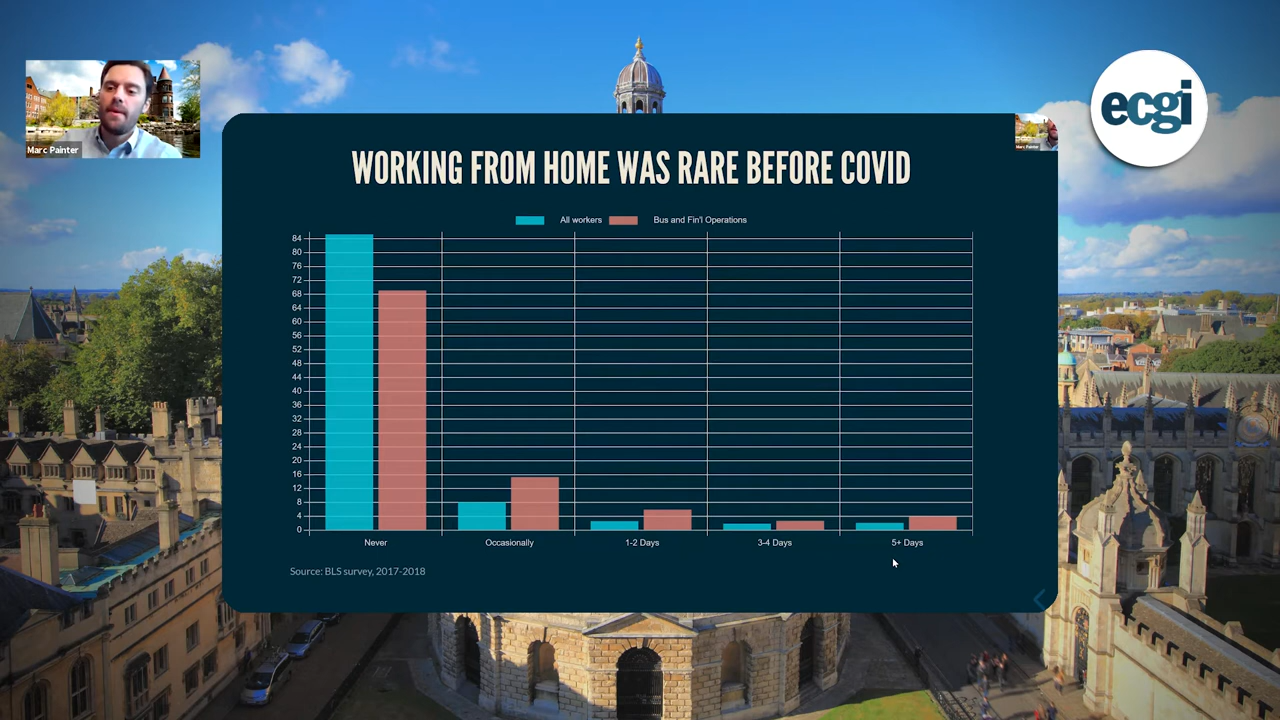 Marc Painter
ecgi
Marc Painter
WORKING FROM HOME WAS RARE BEFORE COVID
All workers
Bus and Fin'l Operations
84
80
76
72
68
64
60
56
52
48
44
40
36
32
28
24
20
16
12
8
4
0
Never
Occasionally
1-2 Days
3-4 Days
5+ Days
Source: BLS survey, 2017-2018